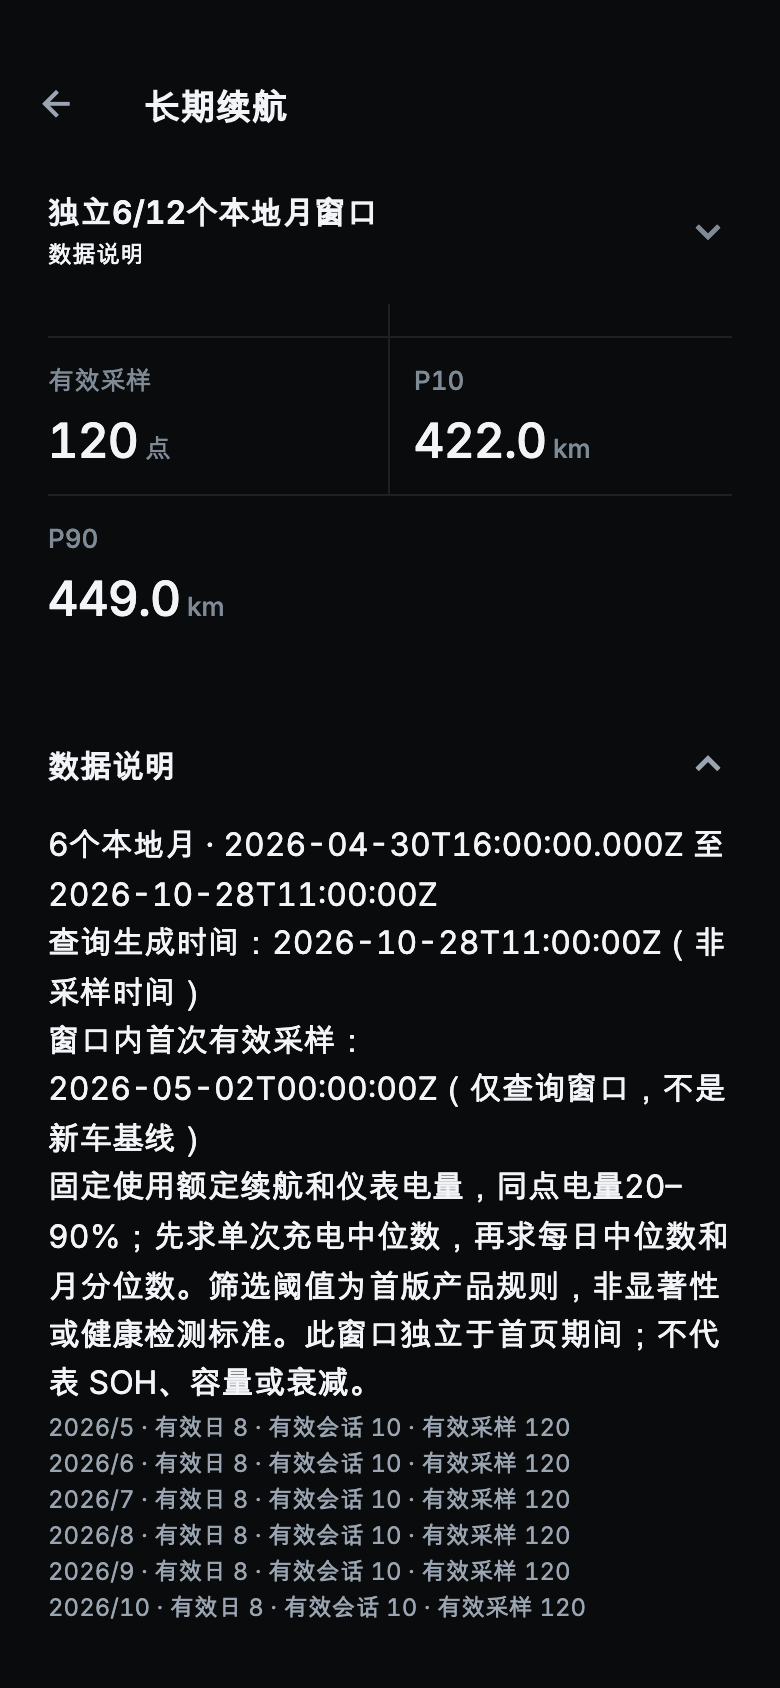 长期续航
独立6/12个本地月窗口
数据说明
有效采样
120 点
P10
422.0 km
P90
449.0 km
数据说明
6个本地月 · 2026-04-30T16:00:00.000Z 至
2026-10-28T11:00:00Z
查询生成时间：2026-10-28T11:00:00Z（非
采样时间）
窗口内首次有效采样：
2026-05-02T00:00:00Z（仅查询窗口，不是
新车基线）
固定使用额定续航和仪表电量，同点电量20–
90%；先求单次充电中位数，再求每日中位数和
月分位数。筛选阈值为首版产品规则，非显著性
或健康检测标准。此窗口独立于首页期间；不代
表 SOH、容量或衰减。
2026/5 · 有效日 8 · 有效会话 10 · 有效采样 120
2026/6 · 有效日 8 · 有效会话 10 · 有效采样 120
2026/7 · 有效日 8 · 有效会话 10 · 有效采样 120
2026/8 · 有效日 8 · 有效会话 10 · 有效采样 120
2026/9 · 有效日 8 · 有效会话 10 · 有效采样 120
2026/10 · 有效日 8 · 有效会话 10 · 有效采样 120